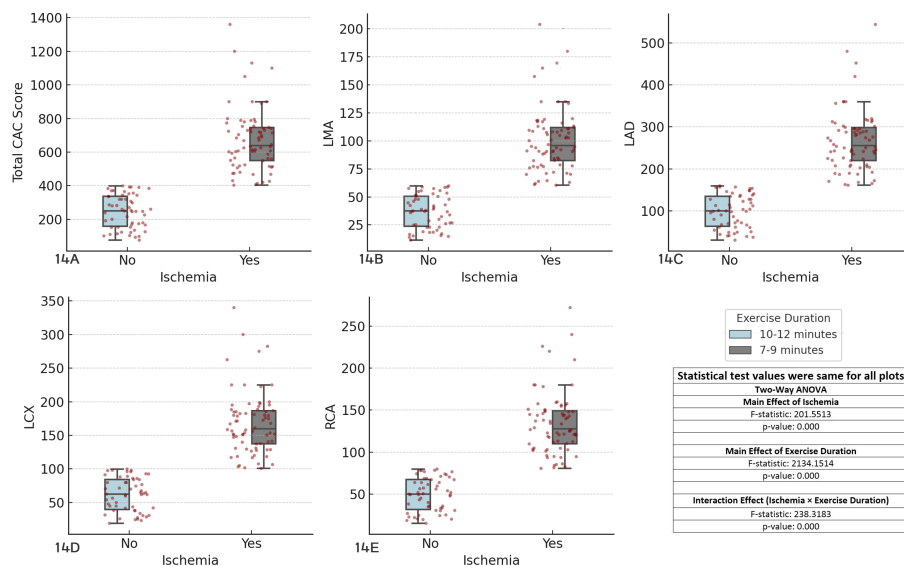 1400
1200
1000
800
600
400
200
Total CAC Score
No
Yes
14A
Ischemia
200
175
150
125
100
75
50
25
LMA
No
Yes
14B
Ischemia
500
400
300
200
100
LAD
No
Yes
14C
Ischemia
350
300
250
200
150
100
50
LCX
No
Yes
14D
Ischemia
250
200
150
100
50
RCA
No
Yes
14E
Ischemia
Exercise Duration
10-12 minutes
7-9 minutes
Statistical test values were same for all plots
Two-Way ANOVA
Main Effect of Ischemia
F-statistic: 201.5513
p-value: 0.000
Main Effect of Exercise Duration
F-statistic: 2134.1514
p-value: 0.000
Interaction Effect (Ischemia × Exercise Duration)
F-statistic: 238.3183
p-value: 0.000